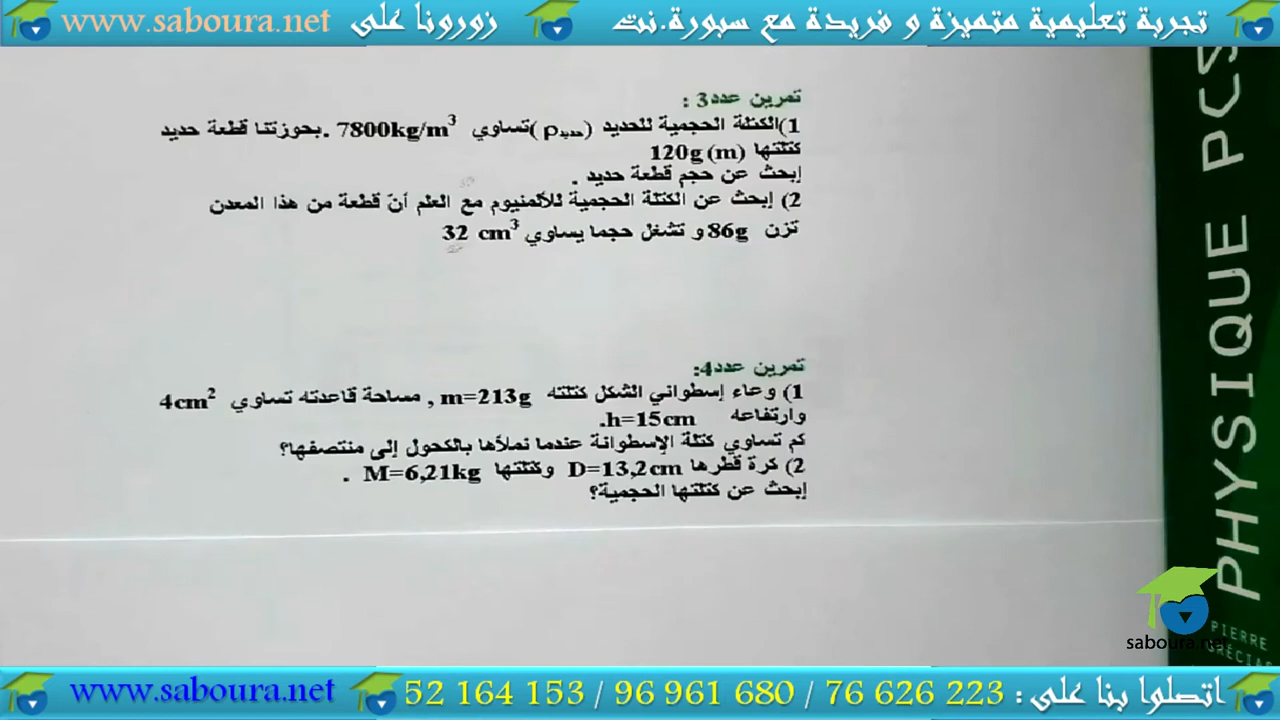 تجربة تعليمية متميزة و فريدة مع سبورة.نت زورونا على www.saboura.net
تمرين عدد3 :
1)الكتلة الحجمية للحديد (ρحديد)تساوي 7800kg/m³ .بحوزتنا قطعة حديد
كتلتها (m) 120g
إبحث عن حجم قطعة حديد .
2) إبحث عن الكتلة الحجمية للألمنيوم مع العلم أنّ قطعة من هذا المعدن
تزن 86g و تشغل حجما يساوي 32 cm³
تمرين عدد4:
1) وعاء إسطواني الشكل كتلته m=213g , مساحة قاعدته تساوي 4cm²
وارتفاعه h=15cm.
كم تساوي كتلة الإسطوانة عندما نملأها بالكحول إلى منتصفها؟
2) كرة قطرها D=13,2cm وكتلتها M=6,21kg .
إبحث عن كتلتها الحجمية؟
PHYSIQUE PCS
PIERRE
GRÉCIAS
saboura.net
اتصلوا بنا على : 52 164 153 / 96 961 680 / 76 626 223 www.saboura.net